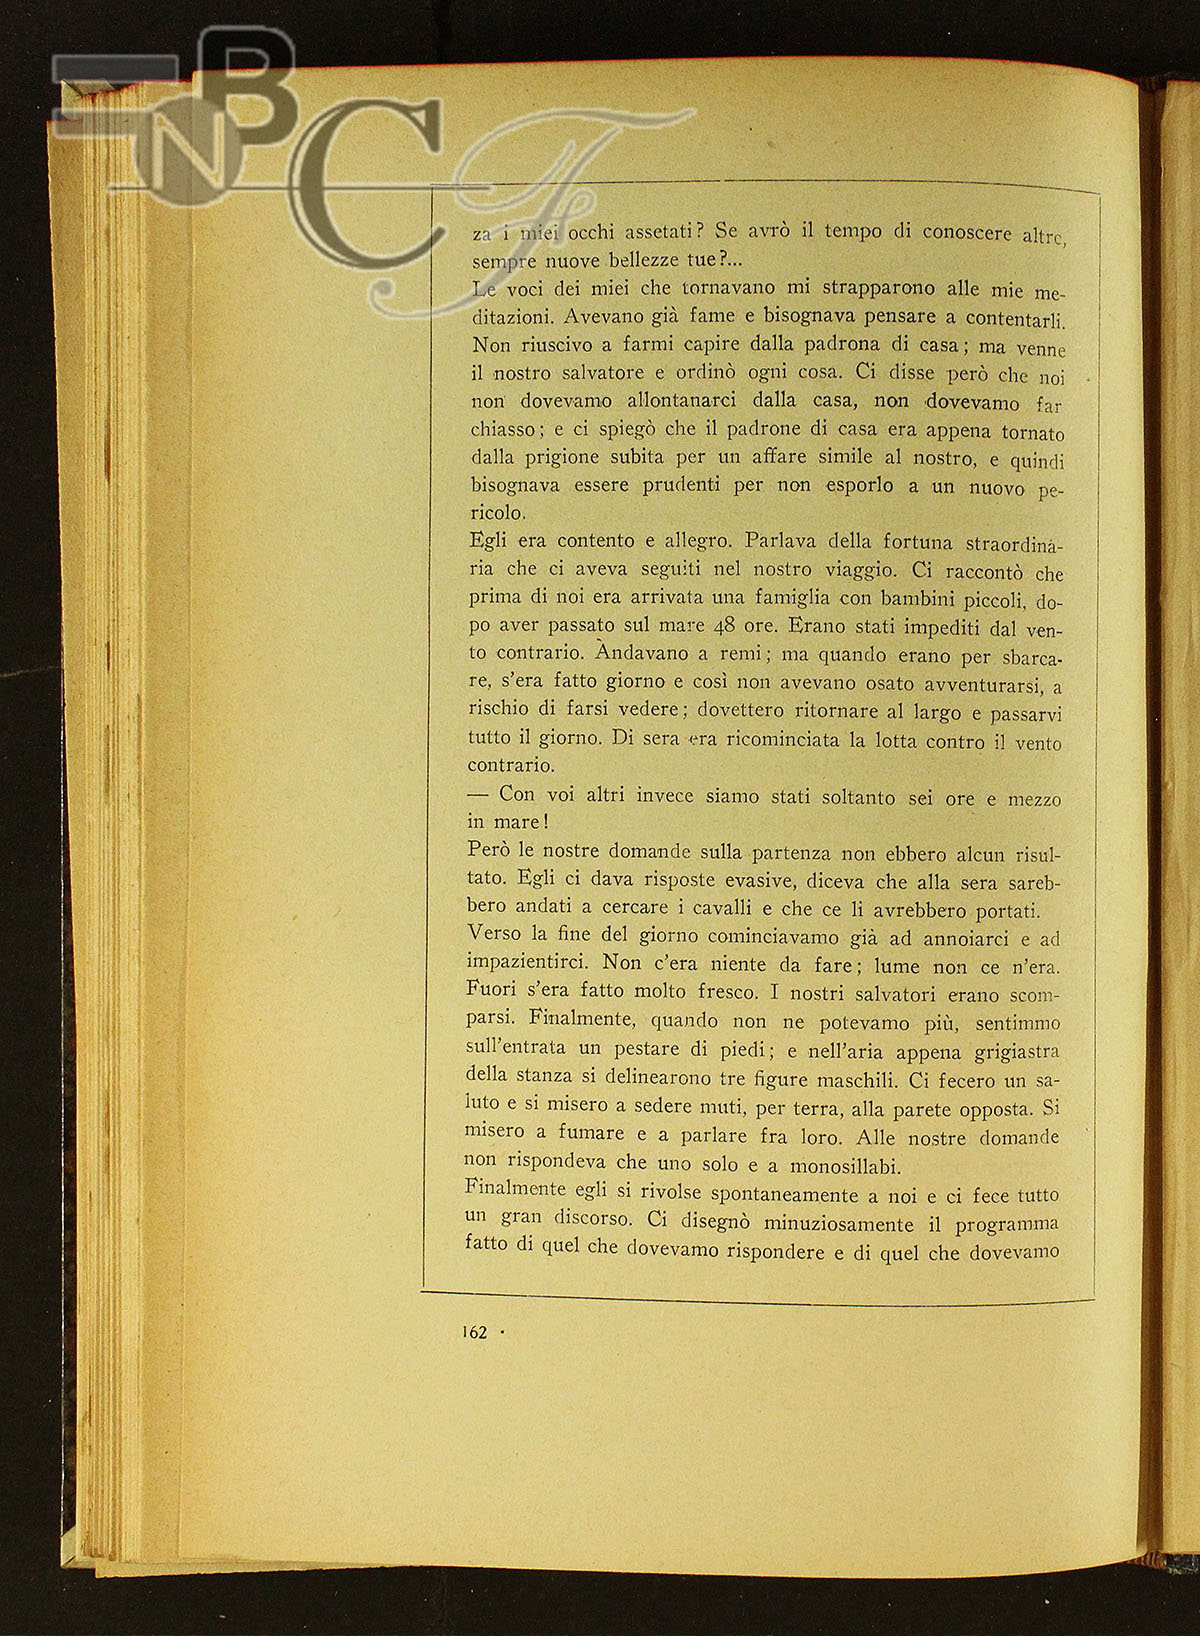 NBCA
za i miei occhi assetati? Se avrò il tempo di conoscere altre,
sempre nuove bellezze tue?...
Le voci dei miei che tornavano mi strapparono alle mie me-
ditazioni. Avevano già fame e bisognava pensare a contentarli.
Non riuscivo a farmi capire dalla padrona di casa; ma venne
il nostro salvatore e ordinò ogni cosa. Ci disse però che noi
non dovevamo allontanarci dalla casa, non dovevamo far
chiasso; e ci spiegò che il padrone di casa era appena tornato
dalla prigione subita per un affare simile al nostro, e quindi
bisognava essere prudenti per non esporlo a un nuovo pe-
ricolo.
Egli era contento e allegro. Parlava della fortuna straordina-
ria che ci aveva seguiti nel nostro viaggio. Ci raccontò che
prima di noi era arrivata una famiglia con bambini piccoli, do-
po aver passato sul mare 48 ore. Erano stati impediti dal ven-
to contrario. Andavano a remi; ma quando erano per sbarca-
re, s'era fatto giorno e così non avevano osato avventurarsi, a
rischio di farsi vedere; dovettero ritornare al largo e passarvi
tutto il giorno. Di sera era ricominciata la lotta contro il vento
contrario.
— Con voi altri invece siamo stati soltanto sei ore e mezzo
in mare!
Però le nostre domande sulla partenza non ebbero alcun risul-
tato. Egli ci dava risposte evasive, diceva che alla sera sareb-
bero andati a cercare i cavalli e che ce li avrebbero portati.
Verso la fine del giorno cominciavamo già ad annoiarci e ad
impazientirci. Non c'era niente da fare; lume non ce n'era.
Fuori s'era fatto molto fresco. I nostri salvatori erano scom-
parsi. Finalmente, quando non ne potevamo più, sentimmo
sull'entrata un pestare di piedi; e nell'aria appena grigiastra
della stanza si delinearono tre figure maschili. Ci fecero un sa-
luto e si misero a sedere muti, per terra, alla parete opposta. Si
misero a fumare e a parlare fra loro. Alle nostre domande
non rispondeva che uno solo e a monosillabi.
Finalmente egli si rivolse spontaneamente a noi e ci fece tutto
un gran discorso. Ci disegnò minuziosamente il programma
fatto di quel che dovevamo rispondere e di quel che dovevamo
162 •